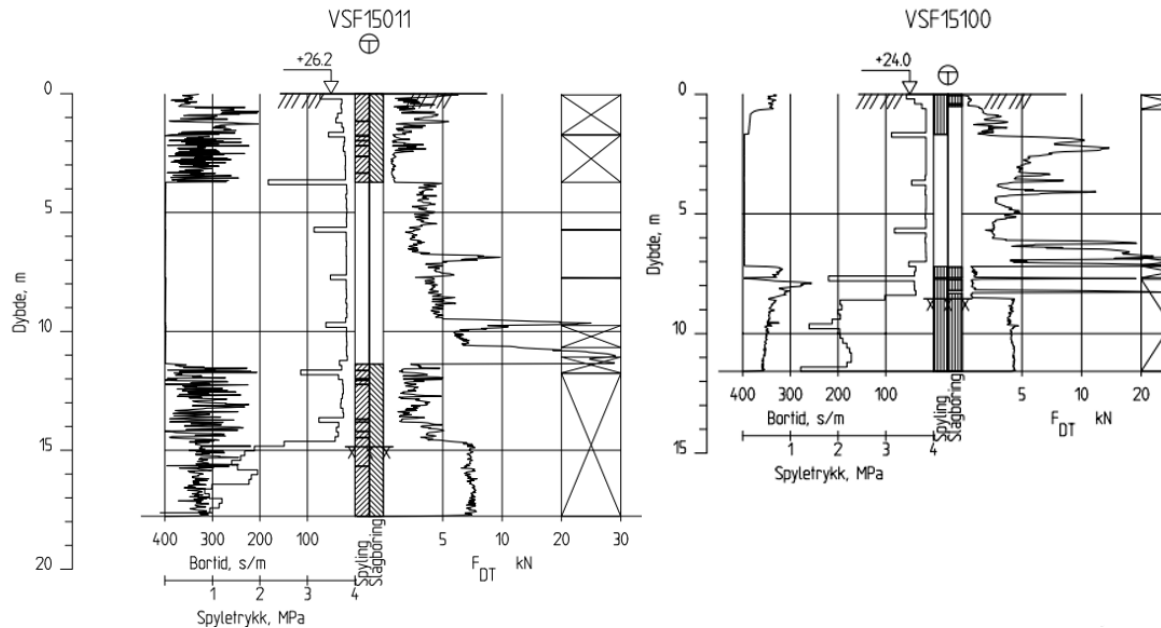 VSF15011
T
+26.2
0
5
10
15
20
Dybde, m
400 300 200 100
Bortid, s/m
1 2 3 4
Spyletrykk, MPa
Spyling
Slagboring
5 10 20 30
FDT kN
VSF15100
T
+24.0
0
5
10
15
Dybde, m
400 300 200 100
Bortid, s/m
1 2 3 4
Spyletrykk, MPa
Spyling
Slagboring
5 10 20
FDT kN